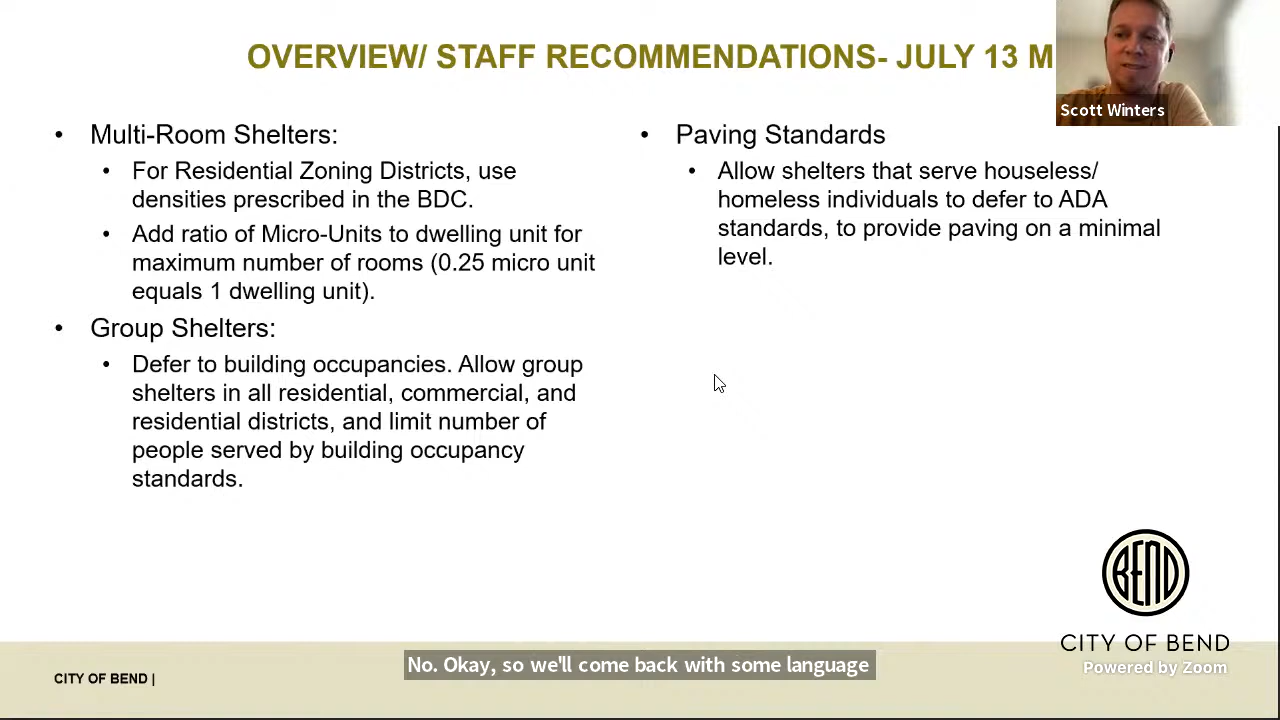 OVERVIEW/ STAFF RECOMMENDATIONS- JULY 13 M
Scott Winters
• Multi-Room Shelters:
• For Residential Zoning Districts, use
densities prescribed in the BDC.
• Add ratio of Micro-Units to dwelling unit for
maximum number of rooms (0.25 micro unit
equals 1 dwelling unit).
• Group Shelters:
• Defer to building occupancies. Allow group
shelters in all residential, commercial, and
residential districts, and limit number of
people served by building occupancy
standards.
• Paving Standards
• Allow shelters that serve houseless/
homeless individuals to defer to ADA
standards, to provide paving on a minimal
level.
BEND
CITY OF BEND
Powered by Zoom
No. Okay, so we'll come back with some language
CITY OF BEND |